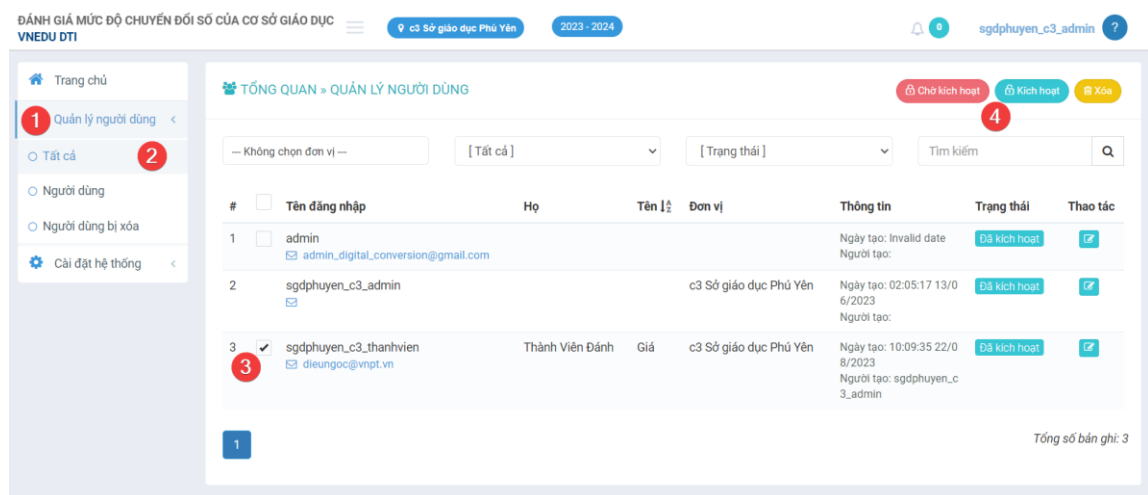 ĐÁNH GIÁ MỨC ĐỘ CHUYỂN ĐỔI SỐ CỦA CƠ SỞ GIÁO DỤC
VNEDU DTI
c3 Sở giáo dục Phú Yên
2023 - 2024
0
sgdphuyen_c3_admin
?
Trang chủ
1
Quản lý người dùng
Tất cả
2
Người dùng
Người dùng bị xóa
Cài đặt hệ thống
TỔNG QUAN » QUẢN LÝ NGƯỜI DÙNG
Chờ kích hoạt
Kích hoạt
Xóa
4
--- Không chọn đơn vị ---
[ Tất cả ]
[ Trạng thái ]
Tìm kiếm
# Tên đăng nhập Họ Tên Đơn vị Thông tin Trạng thái Thao tác
1 admin Ngày tạo: Invalid date Đã kích hoạt
admin_digital_conversion@gmail.com Người tạo:
2 sgdphuyen_c3_admin c3 Sở giáo dục Phú Yên Ngày tạo: 02:05:17 13/0 Đã kích hoạt
6/2023
Người tạo:
3 sgdphuyen_c3_thanhvien Thành Viên Đánh Giá c3 Sở giáo dục Phú Yên Ngày tạo: 10:09:35 22/0 Đã kích hoạt
3 dieungoc@vnpt.vn 8/2023
Người tạo: sgdphuyen_c
3_admin
1
Tổng số bản ghi: 3